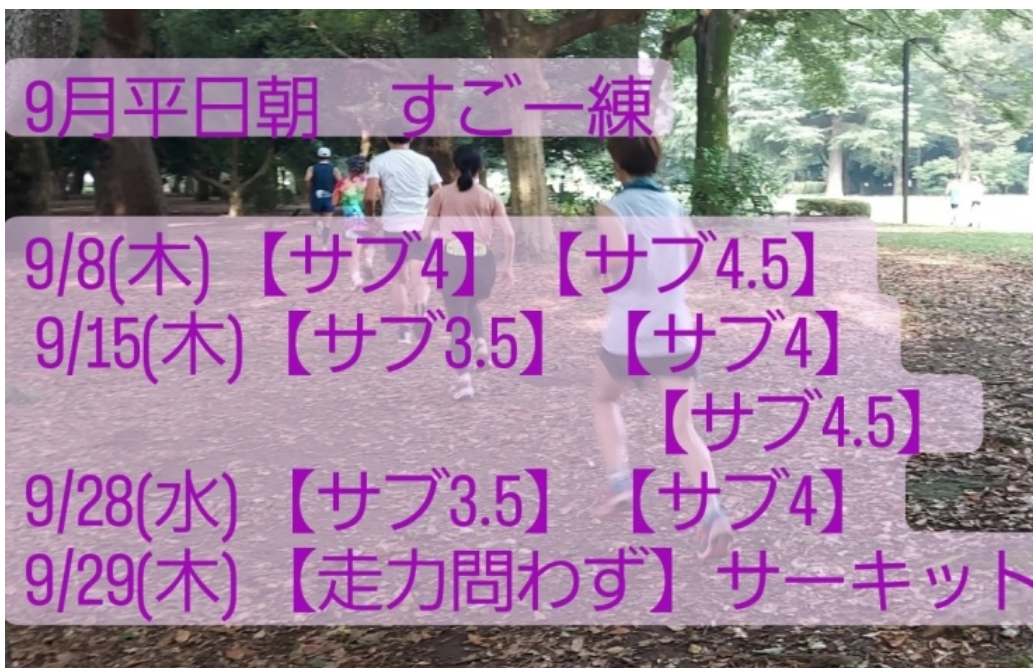 9月平日朝　すごー練
9/8(木)【サブ4】【サブ4.5】
9/15(木)【サブ3.5】【サブ4】
【サブ4.5】
9/28(水)【サブ3.5】【サブ4】
9/29(木)【走力問わず】サーキット